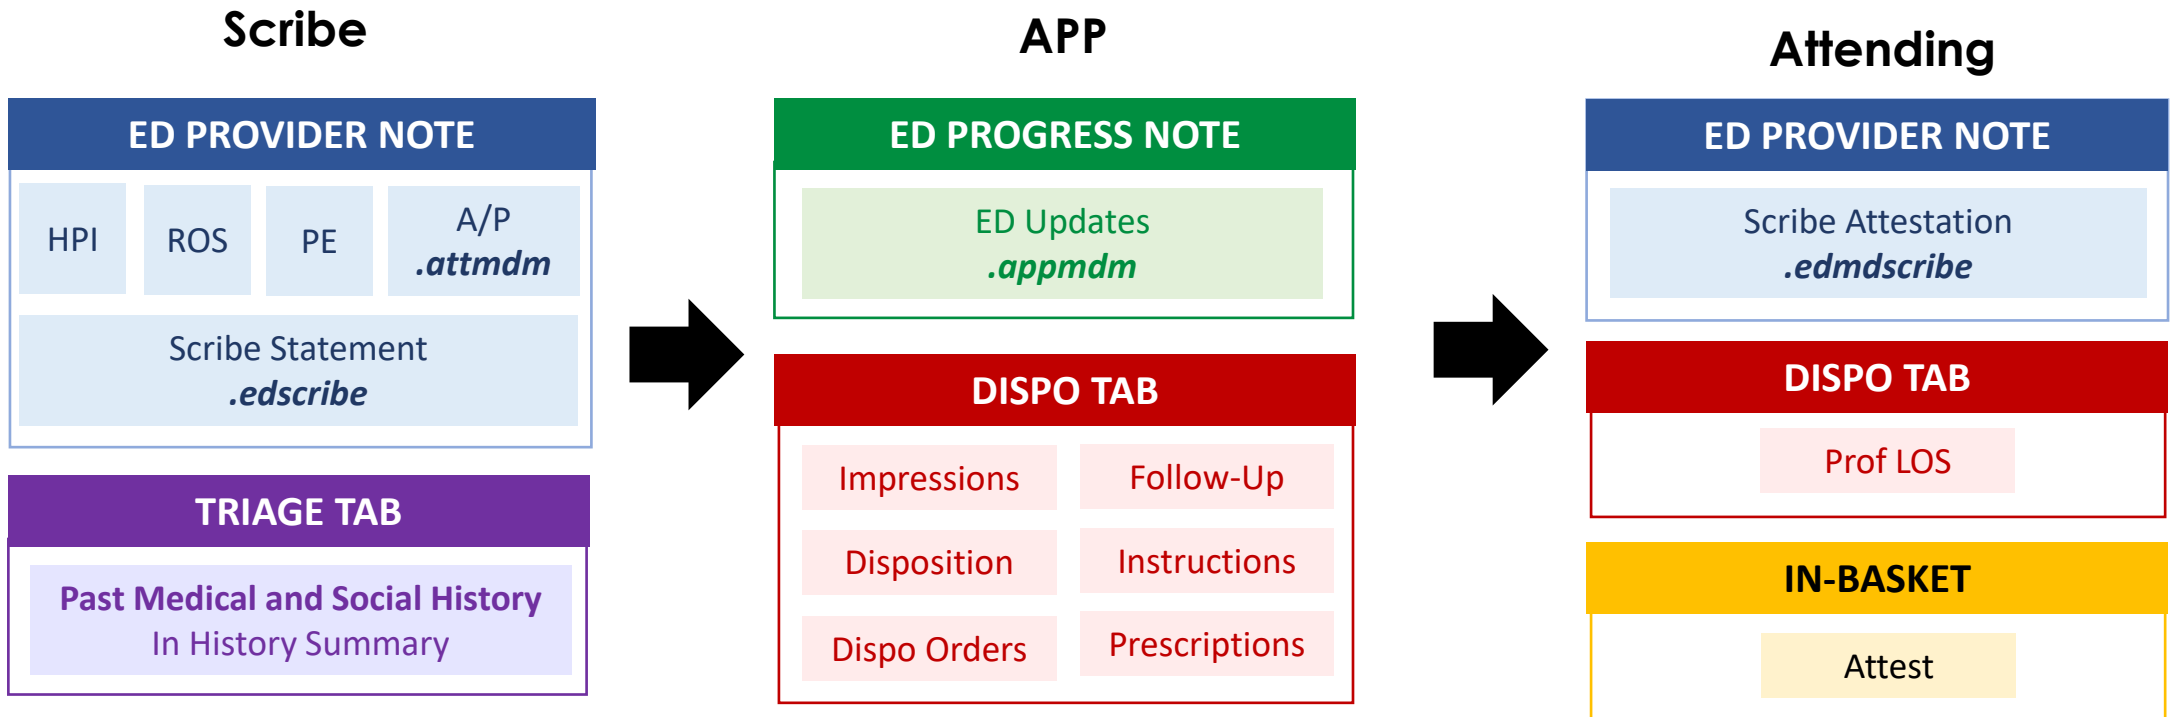 Scribe
ED PROVIDER NOTE
HPI
ROS
PE
A/P
.attmdm
Scribe Statement
.edscribe
TRIAGE TAB
Past Medical and Social History
In History Summary
APP
ED PROGRESS NOTE
ED Updates
.appmdm
DISPO TAB
Impressions
Follow-Up
Disposition
Instructions
Dispo Orders
Prescriptions
Attending
ED PROVIDER NOTE
Scribe Attestation
.edmdscribe
DISPO TAB
Prof LOS
IN-BASKET
Attest